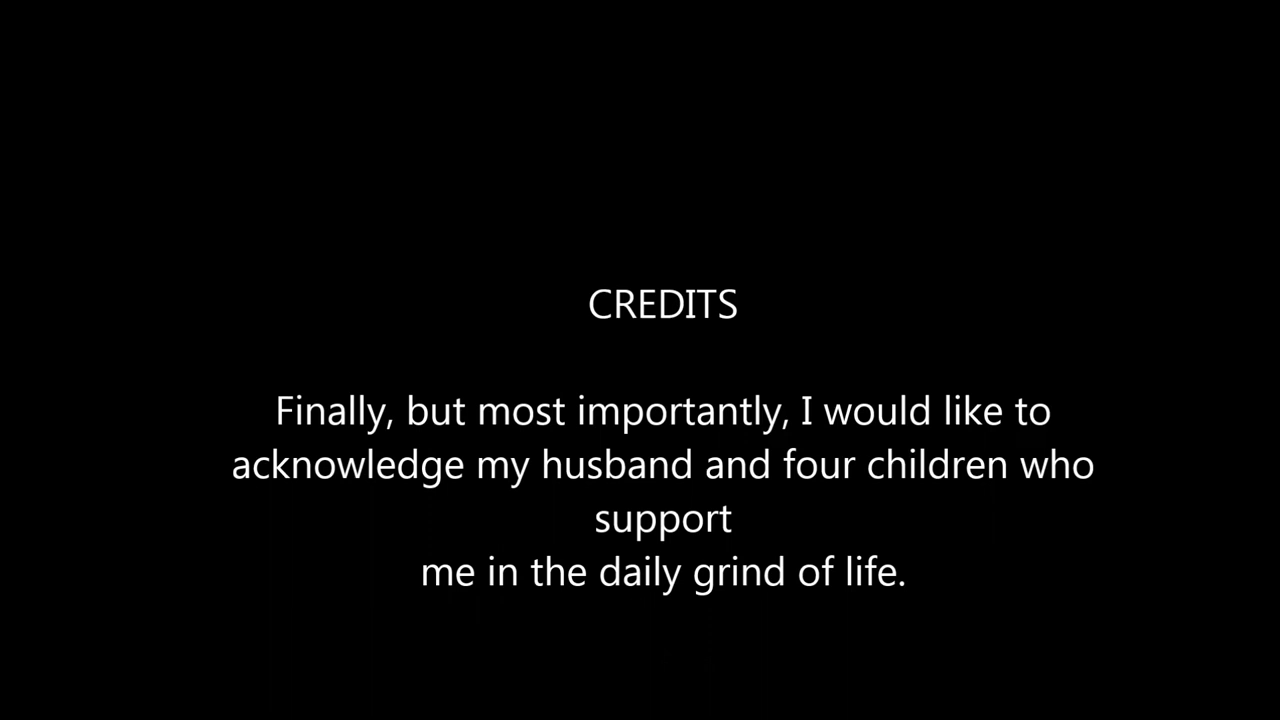 CREDITS
Finally, but most importantly, I would like to
acknowledge my husband and four children who
support
me in the daily grind of life.